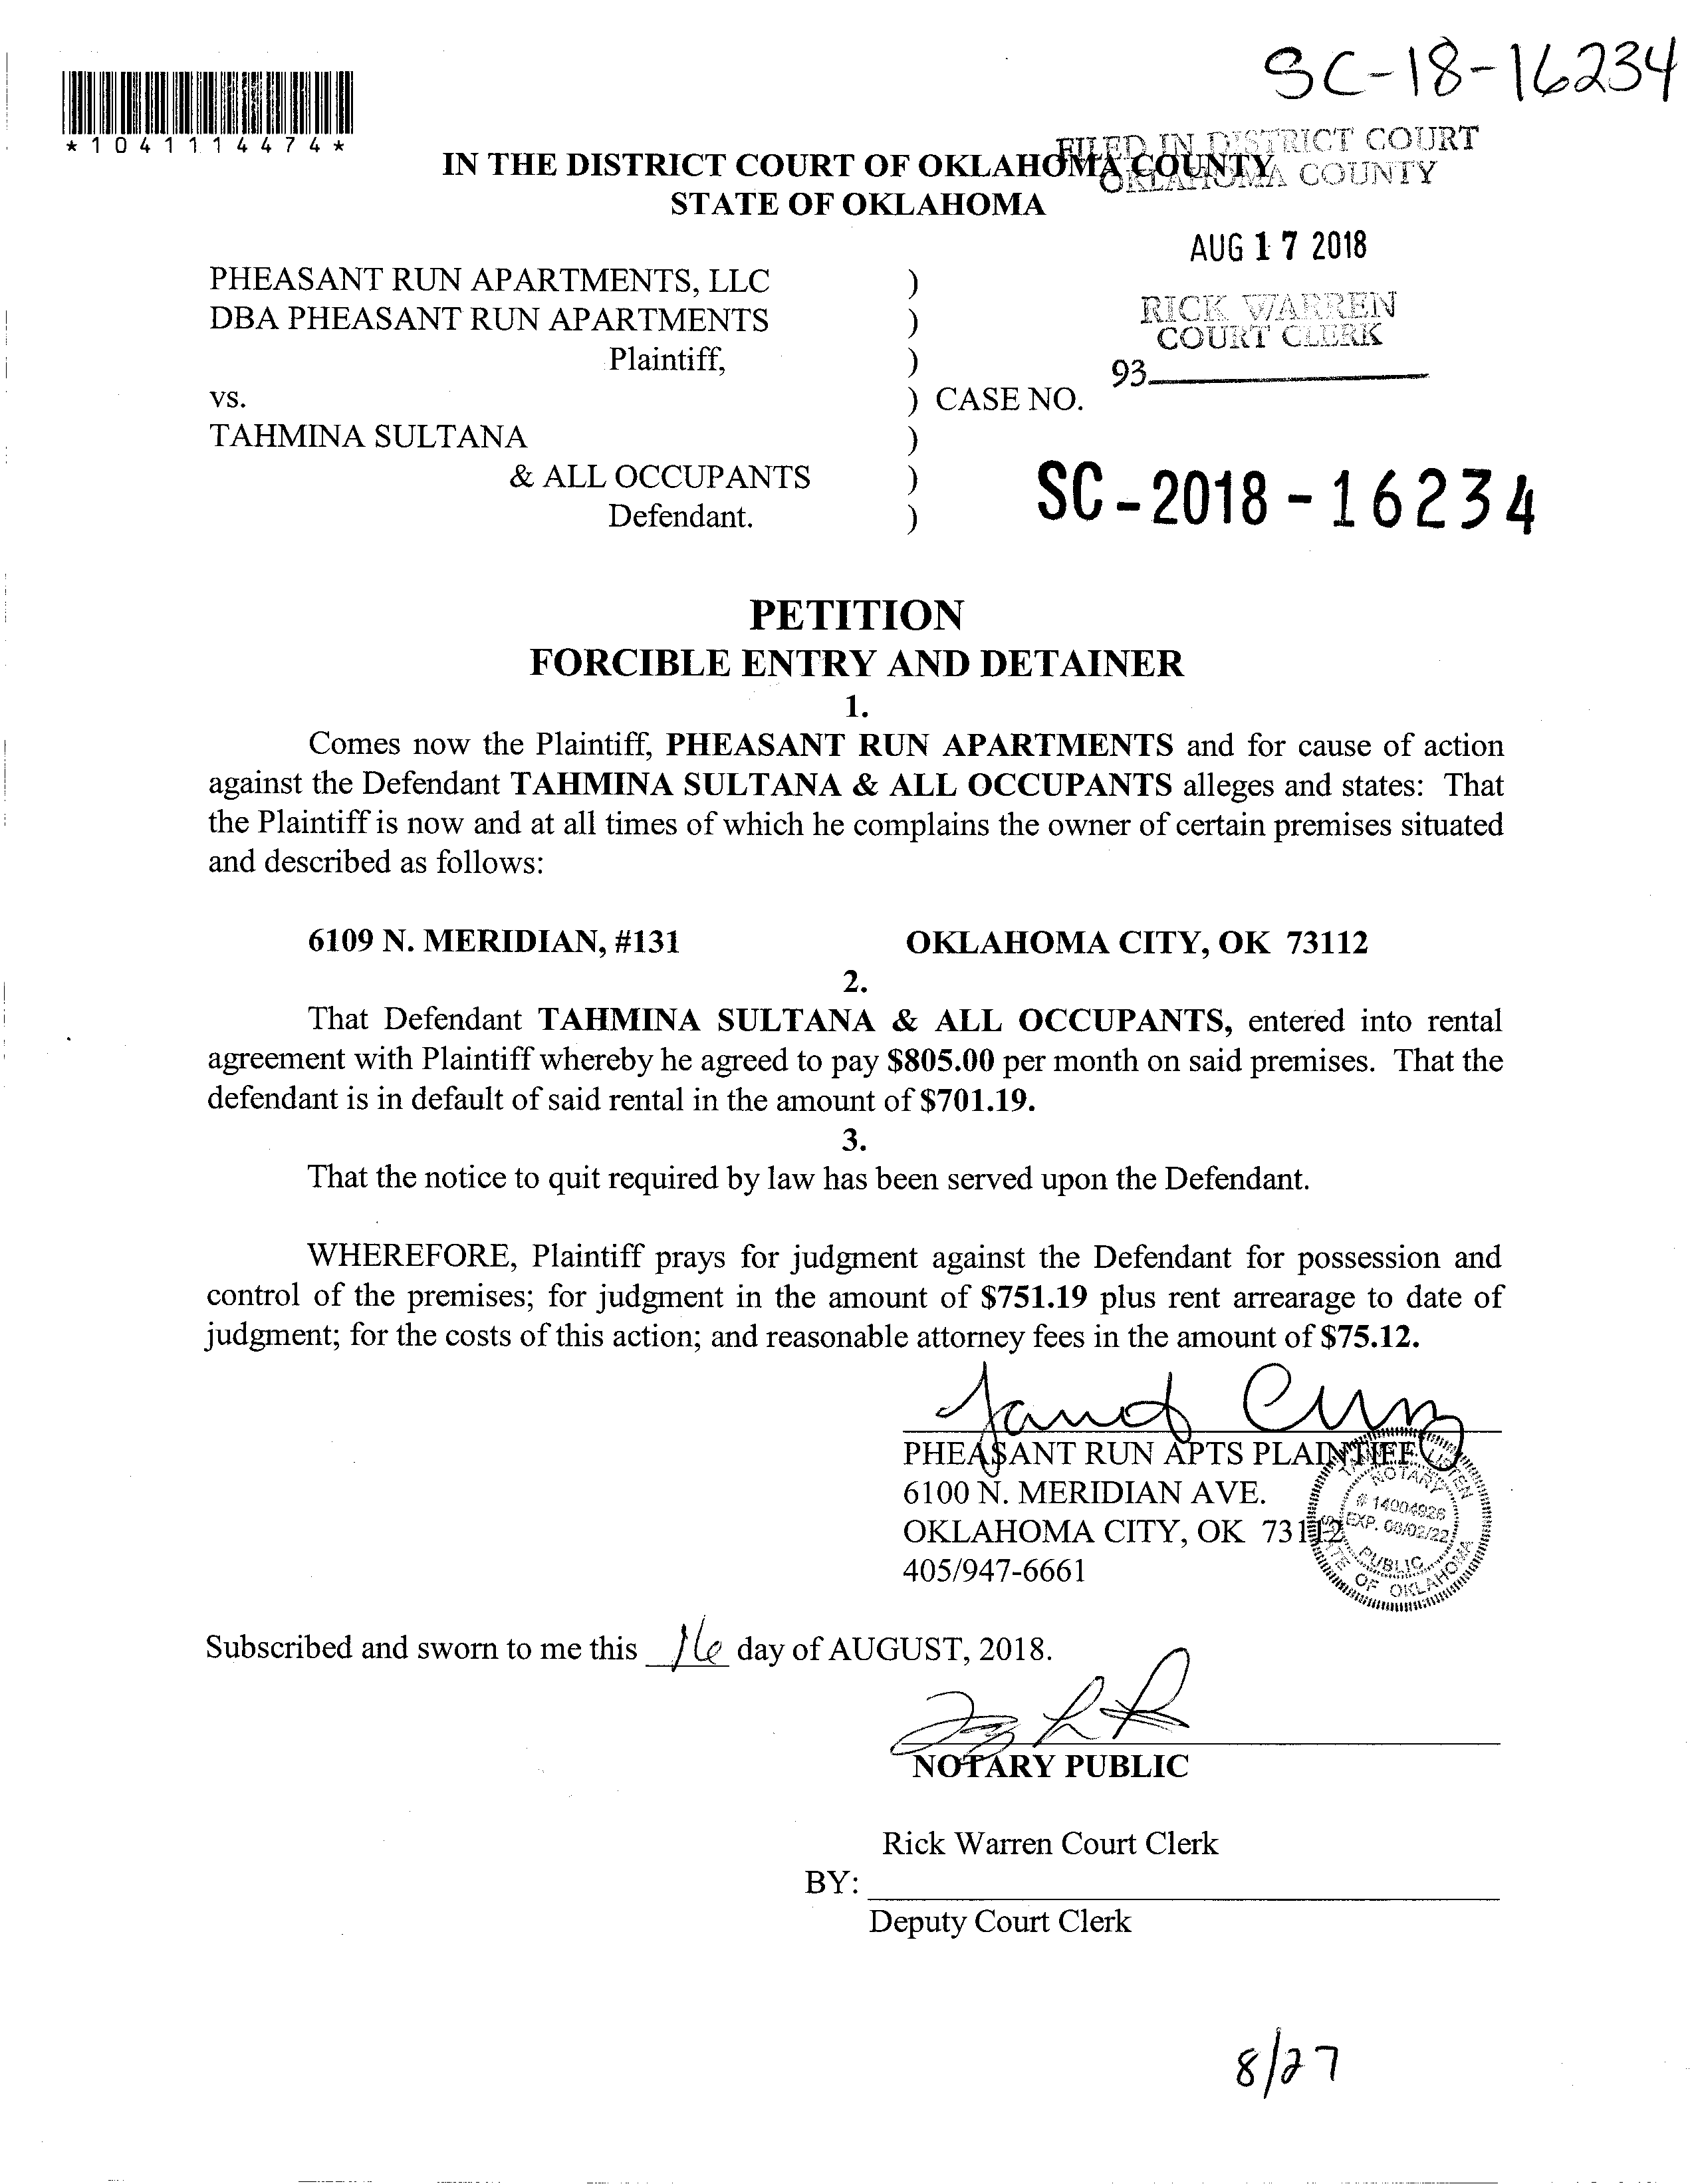 SC-18-16234
*1041114474*
FILED IN DISTRICT COURT
OKLAHOMA COUNTY
IN THE DISTRICT COURT OF OKLAHOMA COUNTY
STATE OF OKLAHOMA
AUG 17 2018
RICK WARREN
COURT CLERK
93
PHEASANT RUN APARTMENTS, LLC )
DBA PHEASANT RUN APARTMENTS )
Plaintiff, )
vs. ) CASE NO.
TAHMINA SULTANA )
& ALL OCCUPANTS )
Defendant. )
SC-2018-16234
PETITION
FORCIBLE ENTRY AND DETAINER
1.
Comes now the Plaintiff, PHEASANT RUN APARTMENTS and for cause of action
against the Defendant TAHMINA SULTANA & ALL OCCUPANTS alleges and states: That
the Plaintiff is now and at all times of which he complains the owner of certain premises situated
and described as follows:
6109 N. MERIDIAN, #131 OKLAHOMA CITY, OK 73112
2.
That Defendant TAHMINA SULTANA & ALL OCCUPANTS, entered into rental
agreement with Plaintiff whereby he agreed to pay $805.00 per month on said premises. That the
defendant is in default of said rental in the amount of $701.19.
3.
That the notice to quit required by law has been served upon the Defendant.
WHEREFORE, Plaintiff prays for judgment against the Defendant for possession and
control of the premises; for judgment in the amount of $751.19 plus rent arrearage to date of
judgment; for the costs of this action; and reasonable attorney fees in the amount of $75.12.
PHEASANT RUN APTS PLAINTIFF
6100 N. MERIDIAN AVE.
OKLAHOMA CITY, OK 73112
405/947-6661
NOTARY
# 14004926
EXP. 08/02/22
PUBLIC
STATE OF OKLAHOMA
Subscribed and sworn to me this 16 day of AUGUST, 2018.
NOTARY PUBLIC
Rick Warren Court Clerk
BY:
Deputy Court Clerk
8/27